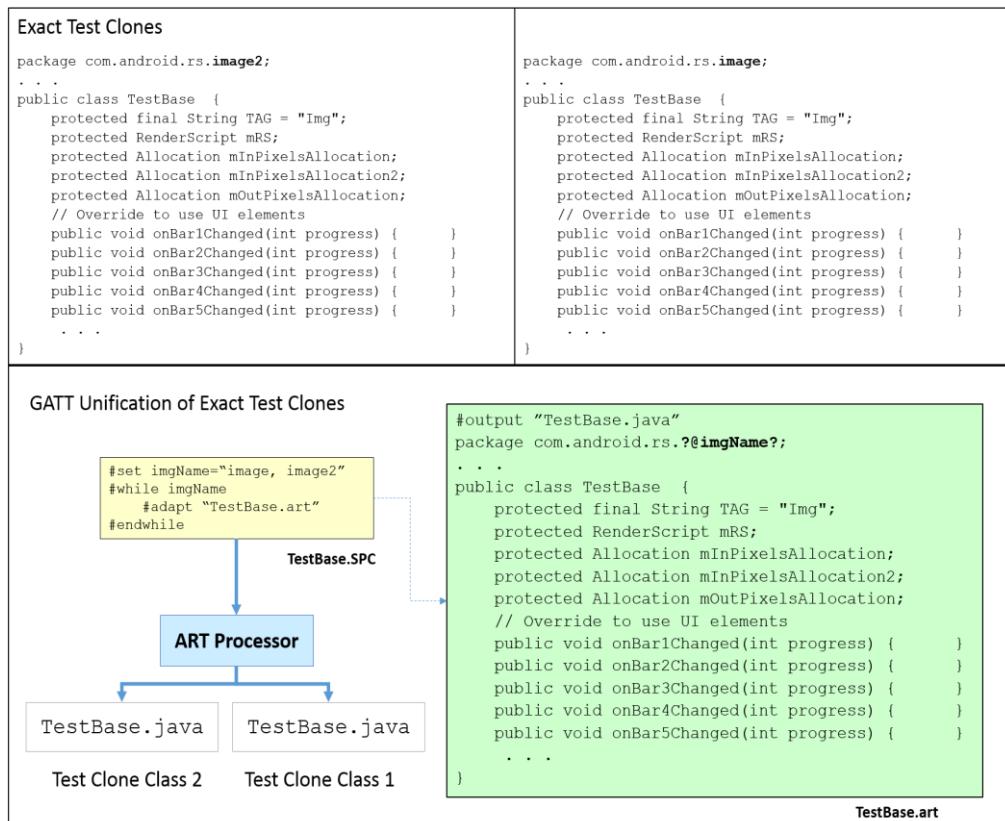 Exact Test Clones
package com.android.rs.image2;
. . .
public class TestBase  {
    protected final String TAG = "Img";
    protected RenderScript mRS;
    protected Allocation mInPixelsAllocation;
    protected Allocation mInPixelsAllocation2;
    protected Allocation mOutPixelsAllocation;
    // Override to use UI elements
    public void onBar1Changed(int progress) {      }
    public void onBar2Changed(int progress) {      }
    public void onBar3Changed(int progress) {      }
    public void onBar4Changed(int progress) {      }
    public void onBar5Changed(int progress) {      }
     . . .
}
package com.android.rs.image;
. . .
public class TestBase  {
    protected final String TAG = "Img";
    protected RenderScript mRS;
    protected Allocation mInPixelsAllocation;
    protected Allocation mInPixelsAllocation2;
    protected Allocation mOutPixelsAllocation;
    // Override to use UI elements
    public void onBar1Changed(int progress) {      }
    public void onBar2Changed(int progress) {      }
    public void onBar3Changed(int progress) {      }
    public void onBar4Changed(int progress) {      }
    public void onBar5Changed(int progress) {      }
     . . .
}
GATT Unification of Exact Test Clones
#set imgName=“image, image2”
#while imgName
    #adapt “TestBase.art”
#endwhile
TestBase.SPC
ART Processor
TestBase.java
TestBase.java
Test Clone Class 2
Test Clone Class 1
#output ”TestBase.java”
package com.android.rs.?@imgName?;
. . .
public class TestBase  {
    protected final String TAG = "Img";
    protected RenderScript mRS;
    protected Allocation mInPixelsAllocation;
    protected Allocation mInPixelsAllocation2;
    protected Allocation mOutPixelsAllocation;
    // Override to use UI elements
    public void onBar1Changed(int progress) {      }
    public void onBar2Changed(int progress) {      }
    public void onBar3Changed(int progress) {      }
    public void onBar4Changed(int progress) {      }
    public void onBar5Changed(int progress) {      }
     . . .
}
TestBase.art